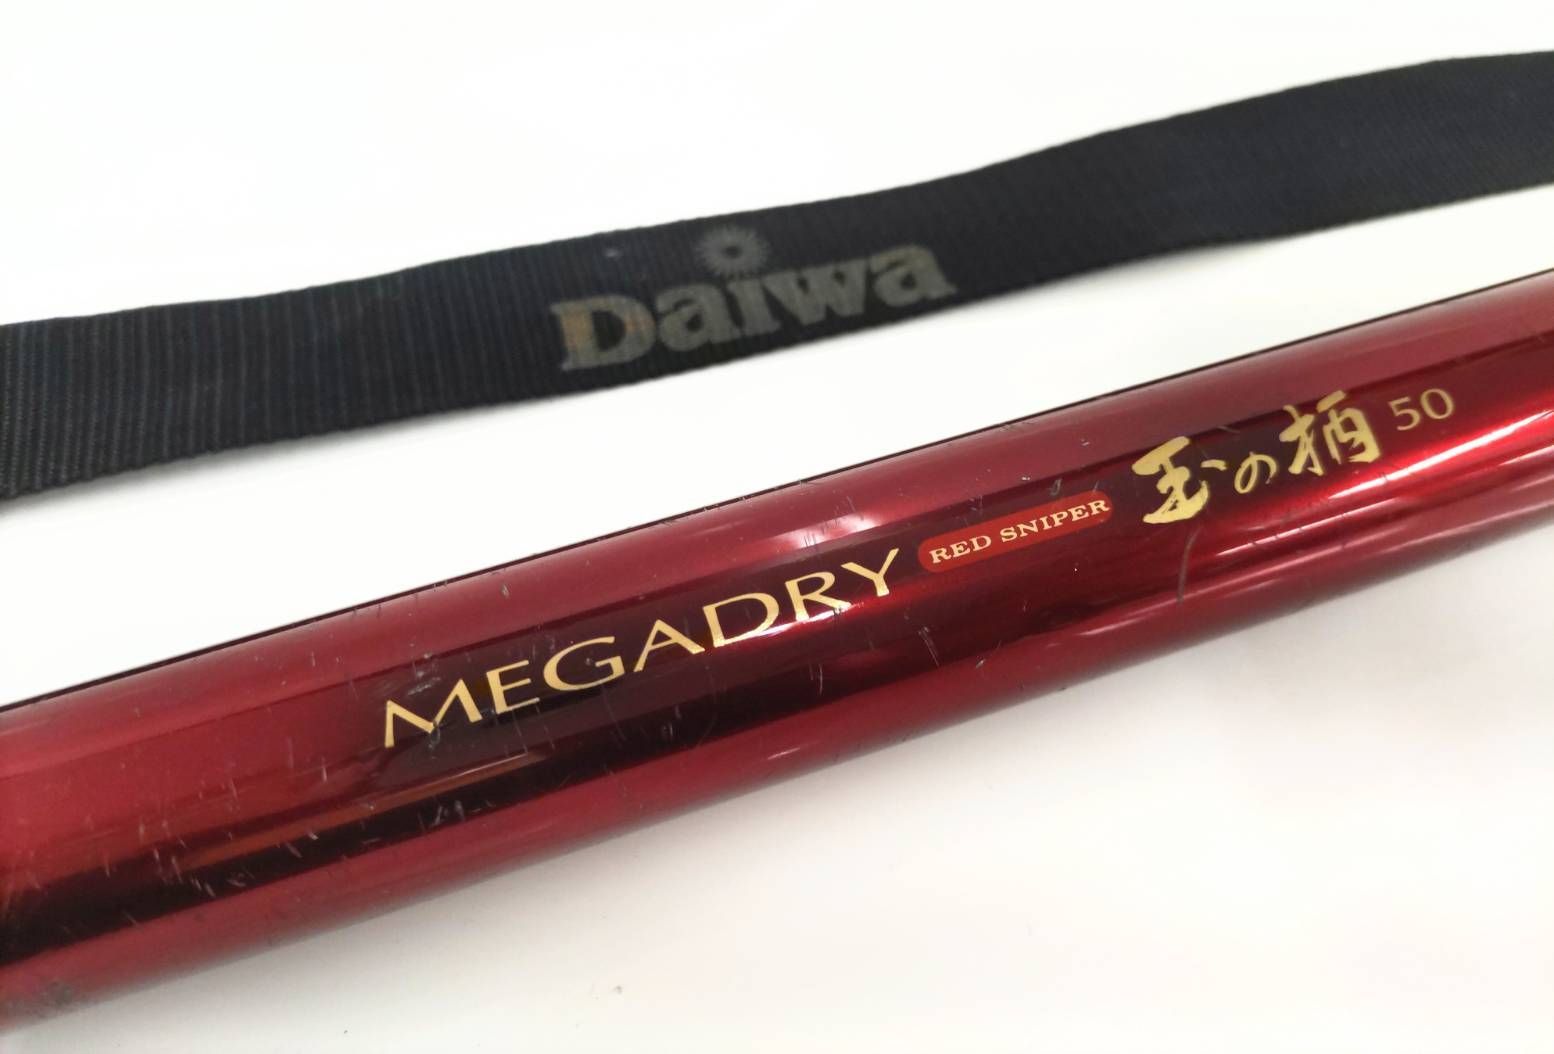 Daiwa
MEGADRY RED SNIPER 玉の柄 50